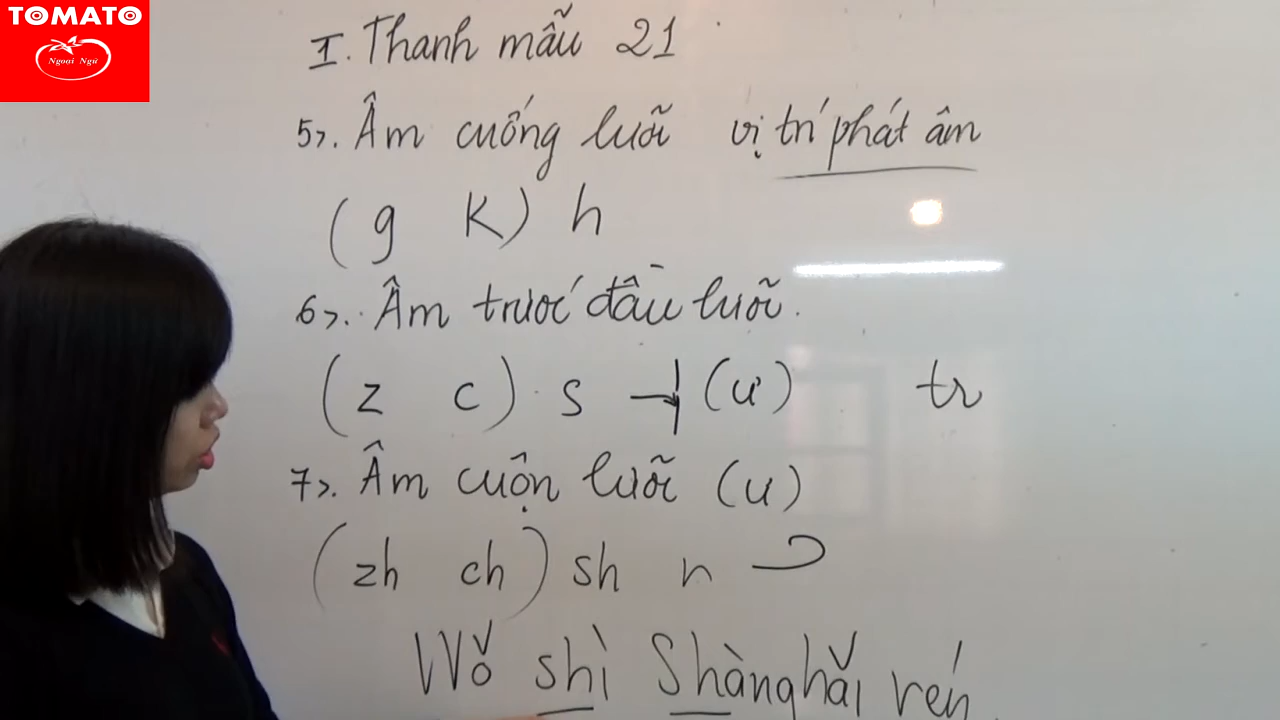 TOMATO
Ngoại Ngữ
I. Thanh mẫu 21
5>. Âm cuống lưỡi vị trí phát âm
(g k) h
6>. Âm trước đầu lưỡi.
(z c) s (ư) tr
7>. Âm cuộn lưỡi (ư)
(zh ch) sh r
Wǒ shì Shànghǎi rén.